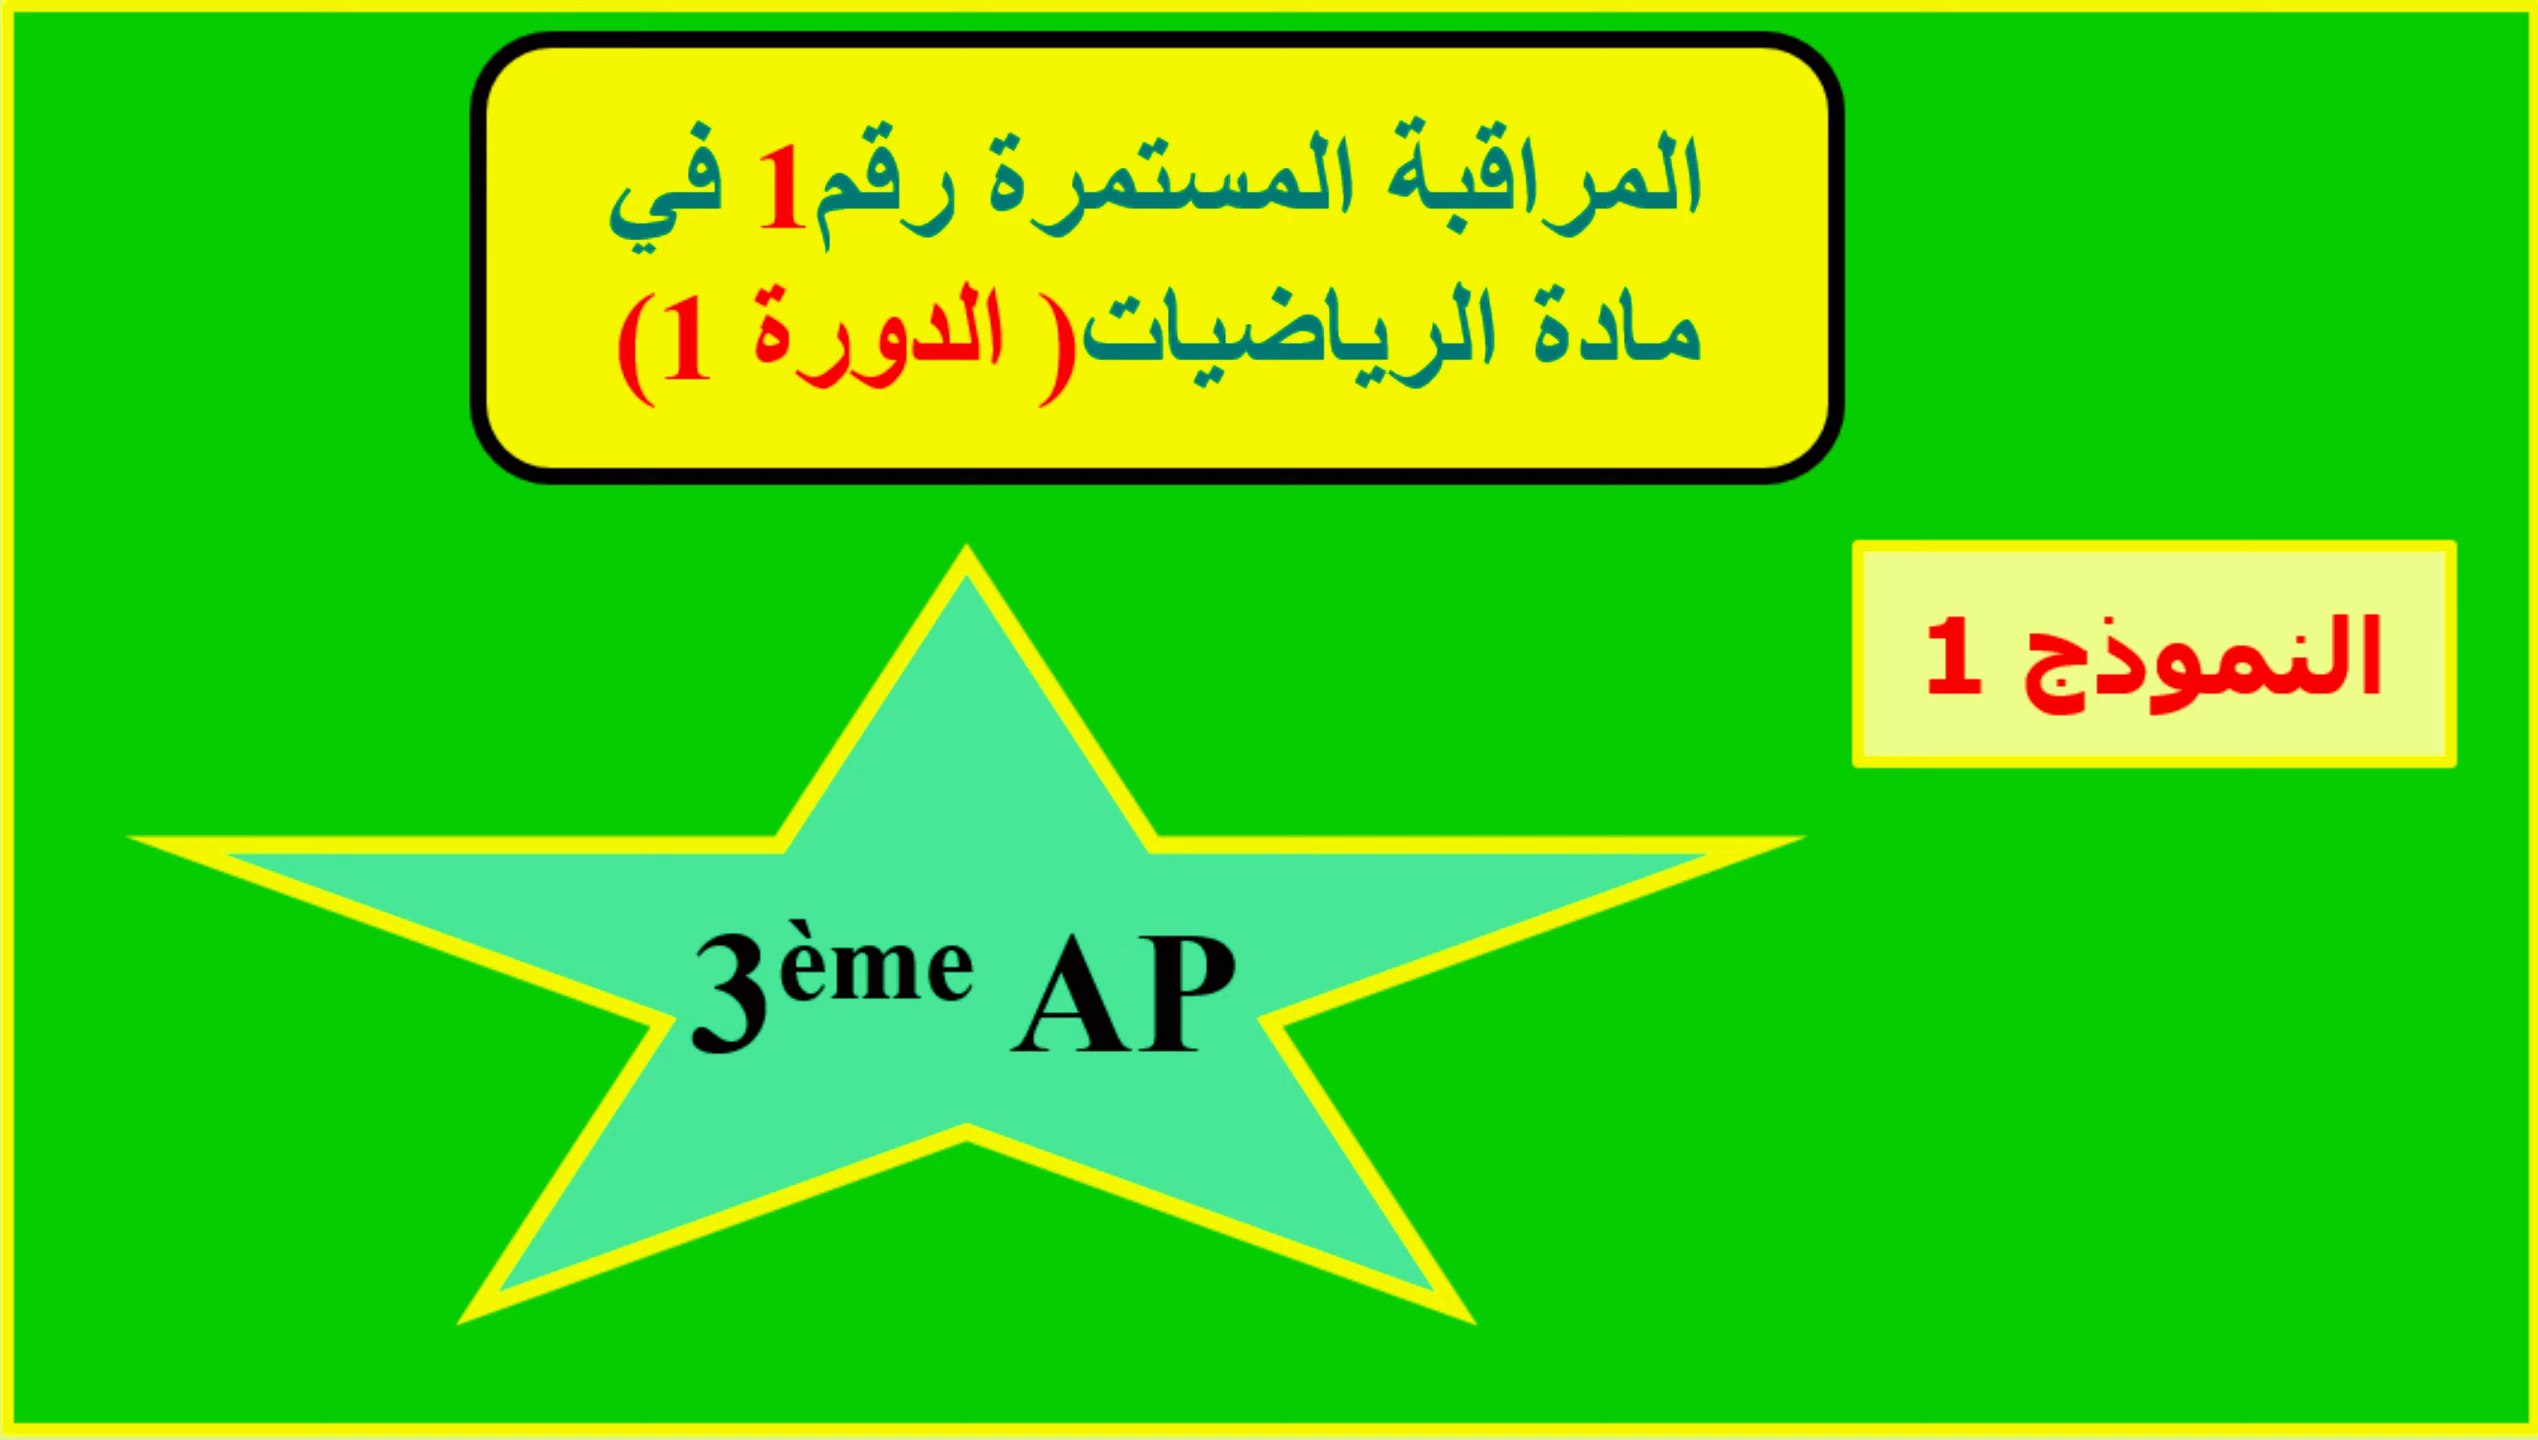 المراقبة المستمرة رقم1 في
مادة الرياضيات( الدورة 1)
النموذج 1
3ème AP